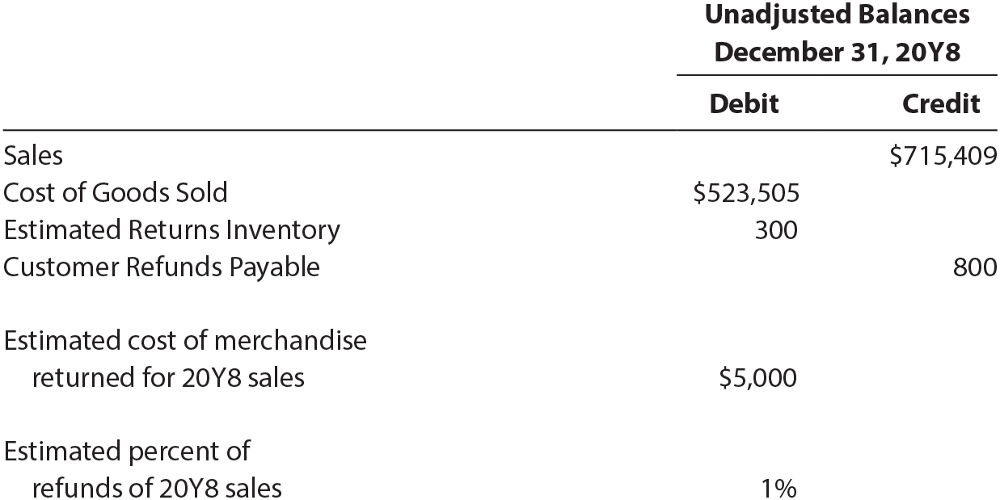 Unadjusted Balances
December 31, 20Y8
Debit Credit
Sales $715,409
Cost of Goods Sold $523,505
Estimated Returns Inventory 300
Customer Refunds Payable 800
Estimated cost of merchandise
returned for 20Y8 sales $5,000
Estimated percent of
refunds of 20Y8 sales 1%